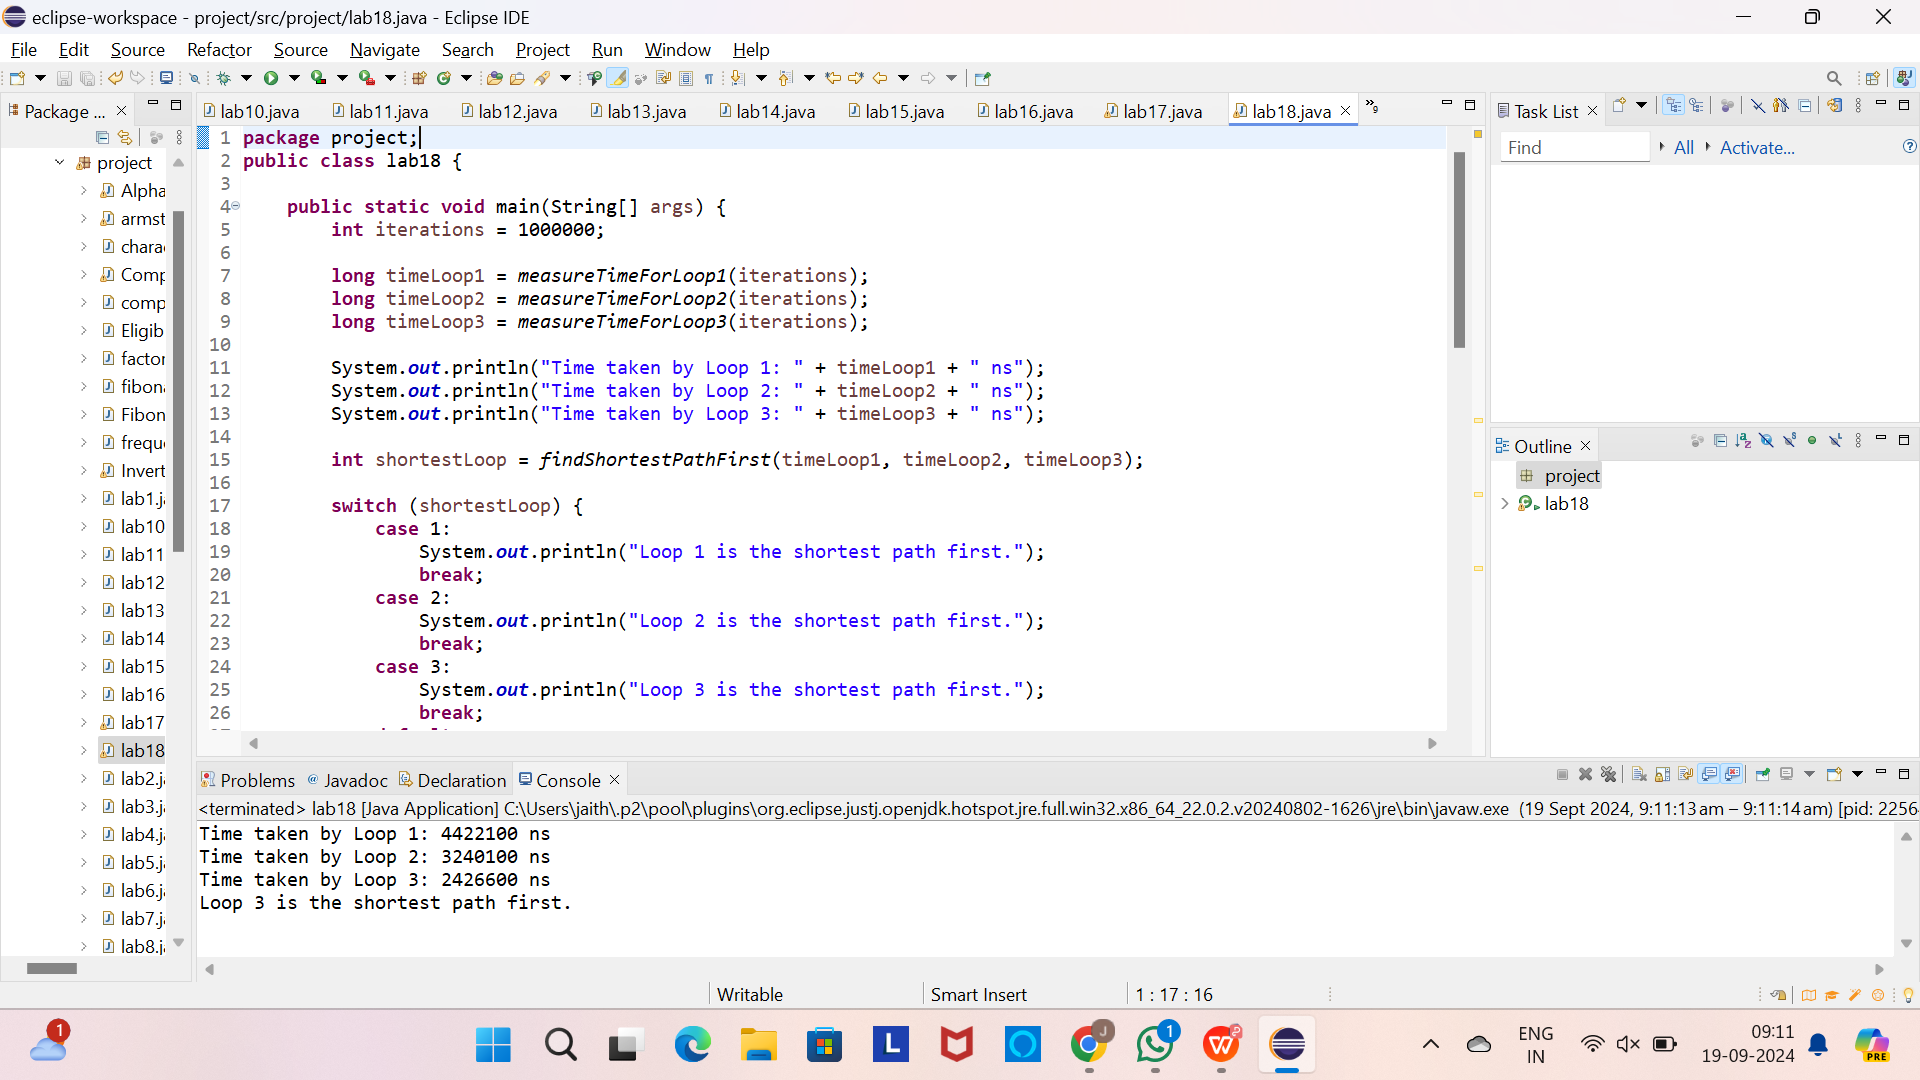 eclipse-workspace - project/src/project/lab18.java - Eclipse IDE
File Edit Source Refactor Source Navigate Search Project Run Window Help
Package ...
project
Alpha
armst
chara
Comp
comp
Eligib
factor
fibon
Fibon
frequ
Invert
lab1.j
lab10
lab11
lab12
lab13
lab14
lab15
lab16
lab17
lab18
lab2.j
lab3.j
lab4.j
lab5.j
lab6.j
lab7.j
lab8.j
lab10.java lab11.java lab12.java lab13.java lab14.java lab15.java lab16.java lab17.java lab18.java »9
1 package project;
2 public class lab18 {
3
4 public static void main(String[] args) {
5 int iterations = 1000000;
6
7 long timeLoop1 = measureTimeForLoop1(iterations);
8 long timeLoop2 = measureTimeForLoop2(iterations);
9 long timeLoop3 = measureTimeForLoop3(iterations);
10
11 System.out.println("Time taken by Loop 1: " + timeLoop1 + " ns");
12 System.out.println("Time taken by Loop 2: " + timeLoop2 + " ns");
13 System.out.println("Time taken by Loop 3: " + timeLoop3 + " ns");
14
15 int shortestLoop = findShortestPathFirst(timeLoop1, timeLoop2, timeLoop3);
16
17 switch (shortestLoop) {
18 case 1:
19 System.out.println("Loop 1 is the shortest path first.");
20 break;
21 case 2:
22 System.out.println("Loop 2 is the shortest path first.");
23 break;
24 case 3:
25 System.out.println("Loop 3 is the shortest path first.");
26 break;
Task List
Find All Activate...
Outline
project
lab18
Problems Javadoc Declaration Console
<terminated> lab18 [Java Application] C:\Users\jaith\.p2\pool\plugins\org.eclipse.justj.openjdk.hotspot.jre.full.win32.x86_64_22.0.2.v20240802-1626\jre\bin\javaw.exe (19 Sept 2024, 9:11:13 am – 9:11:14 am) [pid: 2256
Time taken by Loop 1: 4422100 ns
Time taken by Loop 2: 3240100 ns
Time taken by Loop 3: 2426600 ns
Loop 3 is the shortest path first.
Writable Smart Insert 1 : 17 : 16
1
L
J
1
W
ENG
IN
09:11
19-09-2024
PRE